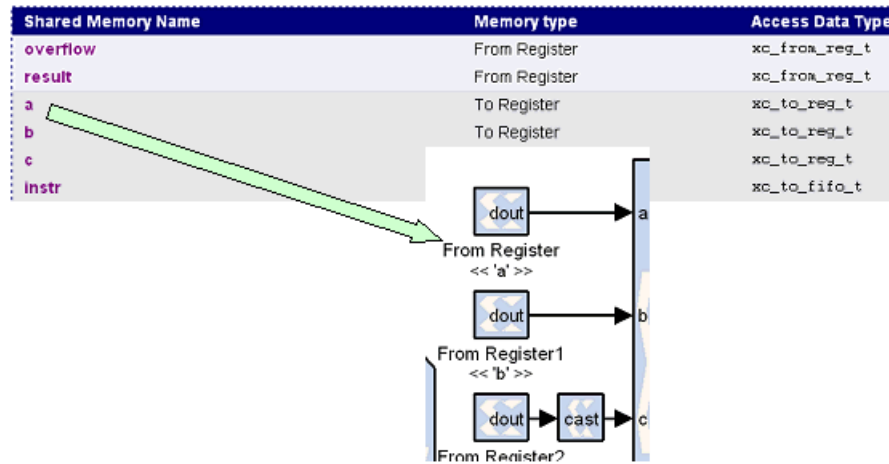 Shared Memory Name Memory type Access Data Type
overflow From Register xc_from_reg_t
result From Register xc_from_reg_t
a To Register xc_to_reg_t
b To Register xc_to_reg_t
c xc_to_reg_t
instr xc_to_fifo_t
dout a
From Register
<< 'a' >>
dout b
From Register1
<< 'b' >>
dout cast c
From Register2